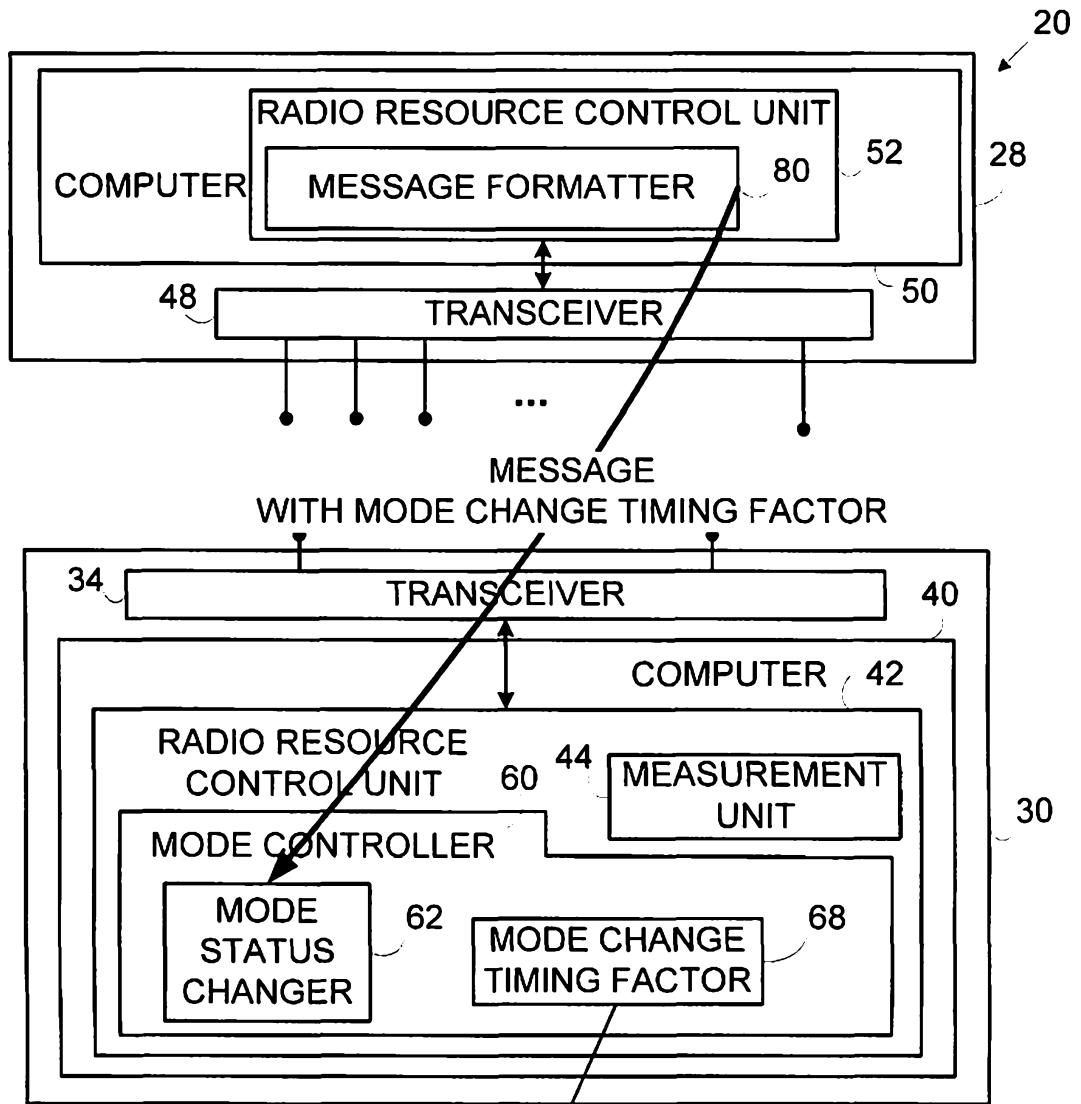 20
RADIO RESOURCE CONTROL UNIT
52
28
COMPUTER
MESSAGE FORMATTER
80
50
48
TRANSCEIVER
...
MESSAGE
WITH MODE CHANGE TIMING FACTOR
34
TRANSCEIVER
40
COMPUTER
42
RADIO RESOURCE
CONTROL UNIT
60
44
MEASUREMENT
UNIT
30
MODE CONTROLLER
MODE
STATUS
CHANGER
62
MODE CHANGE
TIMING FACTOR
68